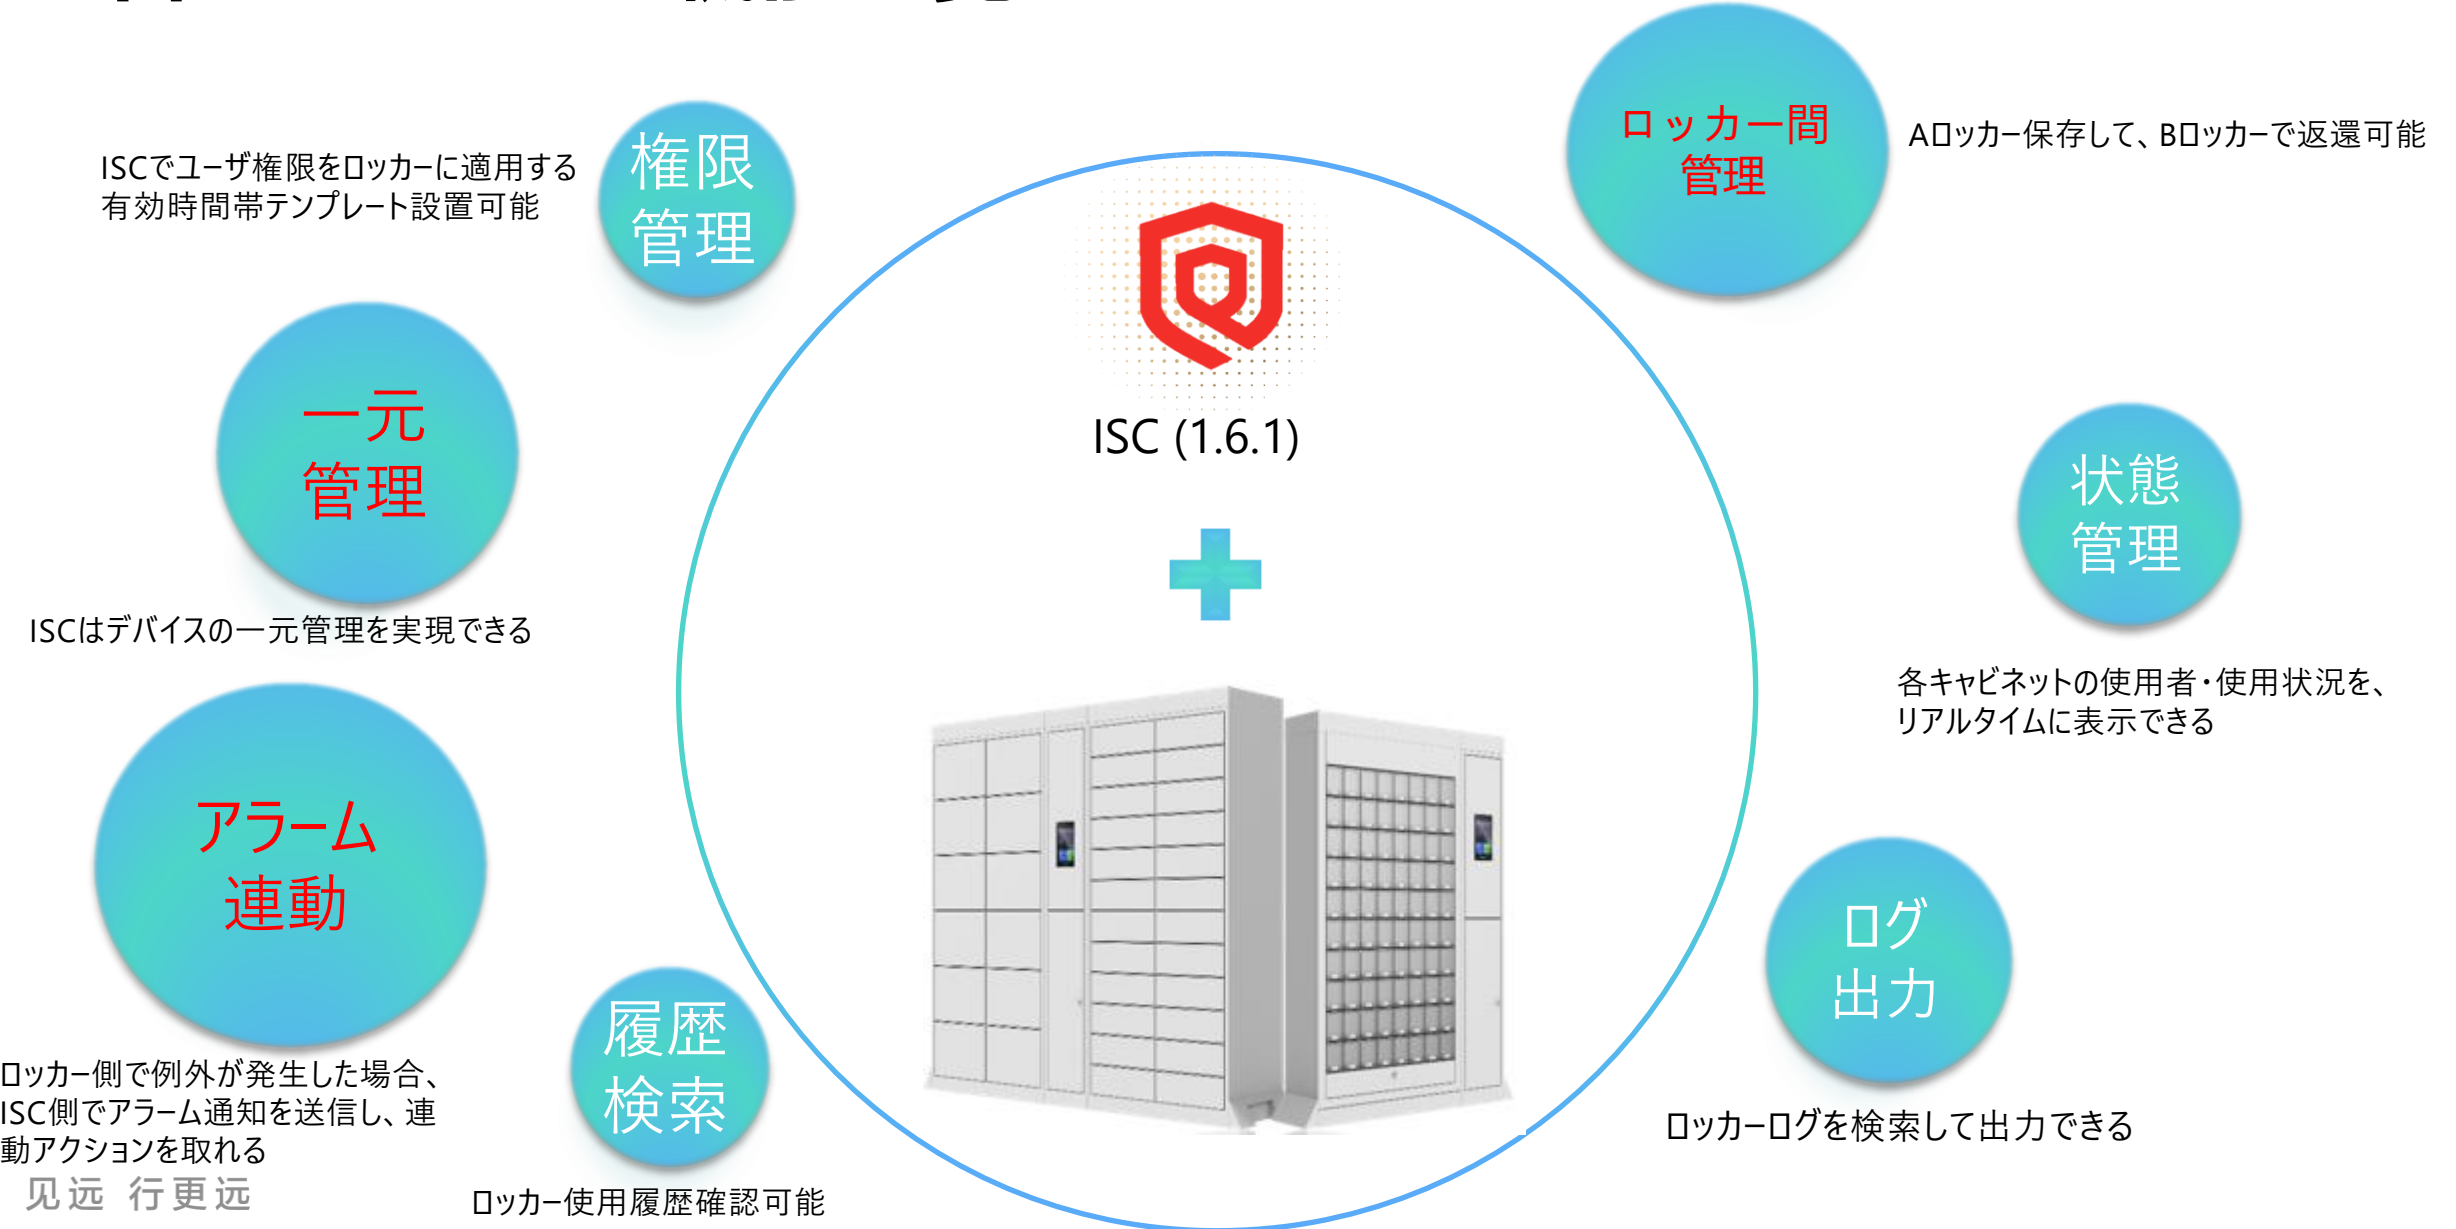 権限
管理
ISCでユーザ権限をロッカーに適用する
有効時間帯テンプレート設置可能
ロッカー間
管理
Aロッカー保存して、Bロッカーで返還可能
一元
管理
ISCはデバイスの一元管理を実現できる
ISC (1.6.1)
状態
管理
各キャビネットの使用者・使用状況を、
リアルタイムに表示できる
アラーム
連動
ロッカー側で例外が発生した場合、
ISC側でアラーム通知を送信し、連
動アクションを取れる
履歴
検索
ロッカー使用履歴確認可能
ログ
出力
ロッカーログを検索して出力できる
见远 行更远